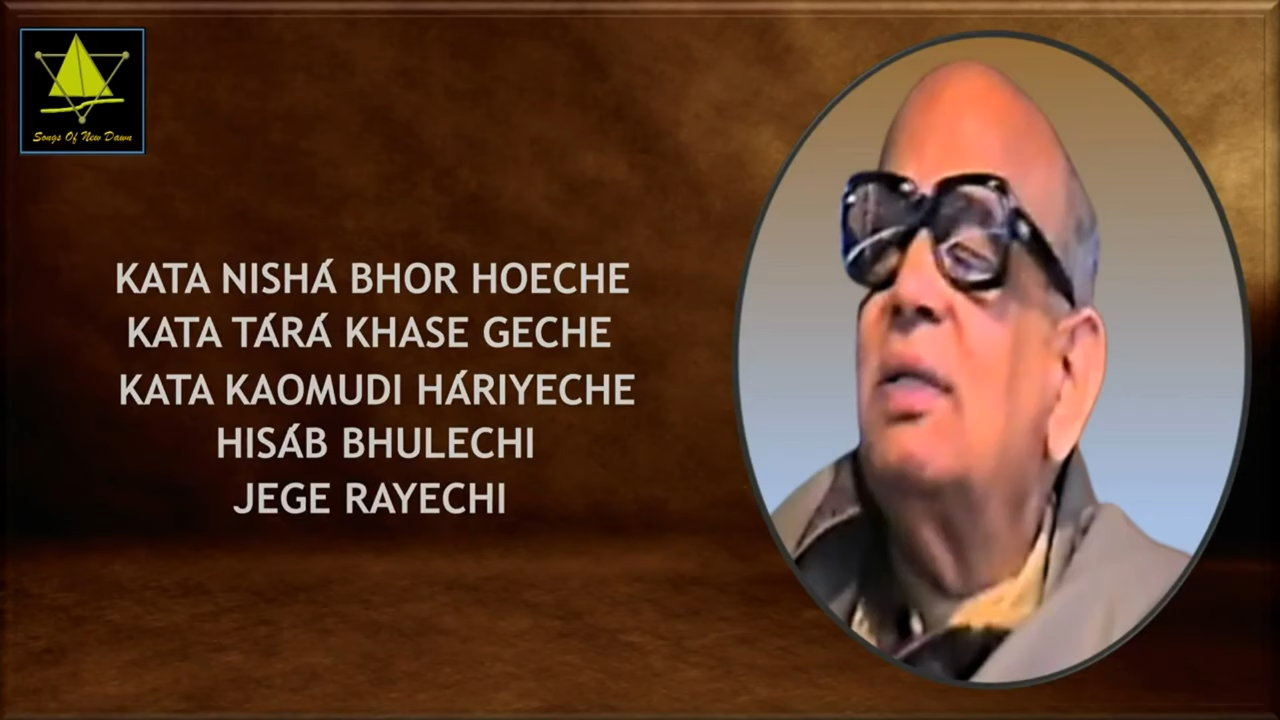 Songs Of New Dawn
KATA NISHÁ BHOR HOECHE
KATA TÁRÁ KHASE GECHE
KATA KAOMUDI HÁRIYECHE
HISÁB BHULECHI
JEGE RAYECHI